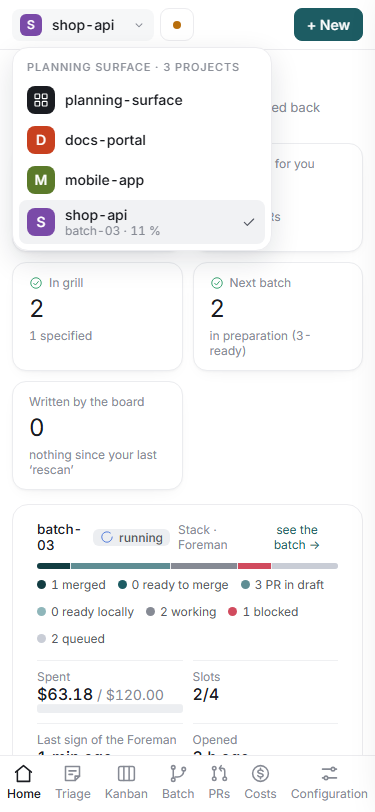 S shop-api
+ New
PLANNING SURFACE · 3 PROJECTS
planning-surface
D docs-portal
M mobile-app
S shop-api
batch-03 · 11 %
ed back
for you
In grill
2
1 specified
Next batch
2
in preparation (3-
ready)
Written by the board
0
nothing since your last
‘rescan’
batch-
03
running
Stack ·
Foreman
see the
batch →
1 merged 0 ready to merge 3 PR in draft
0 ready locally 2 working 1 blocked
2 queued
Spent
$63.18 / $120.00
Slots
2/4
Last sign of the Foreman
Opened
Home Triage Kanban Batch PRs Costs Configuration